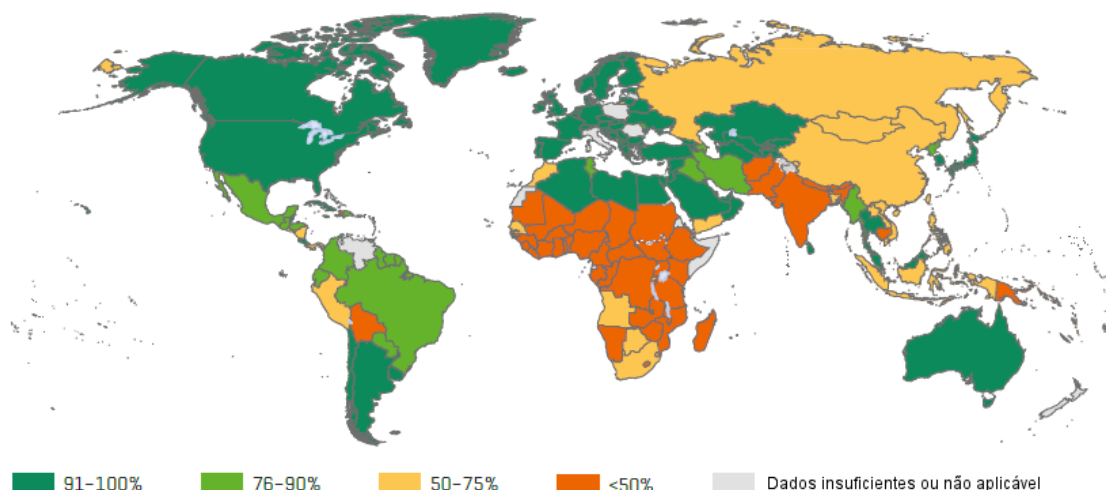 91-100%
76-90%
50-75%
<50%
Dados insuficientes ou não aplicável